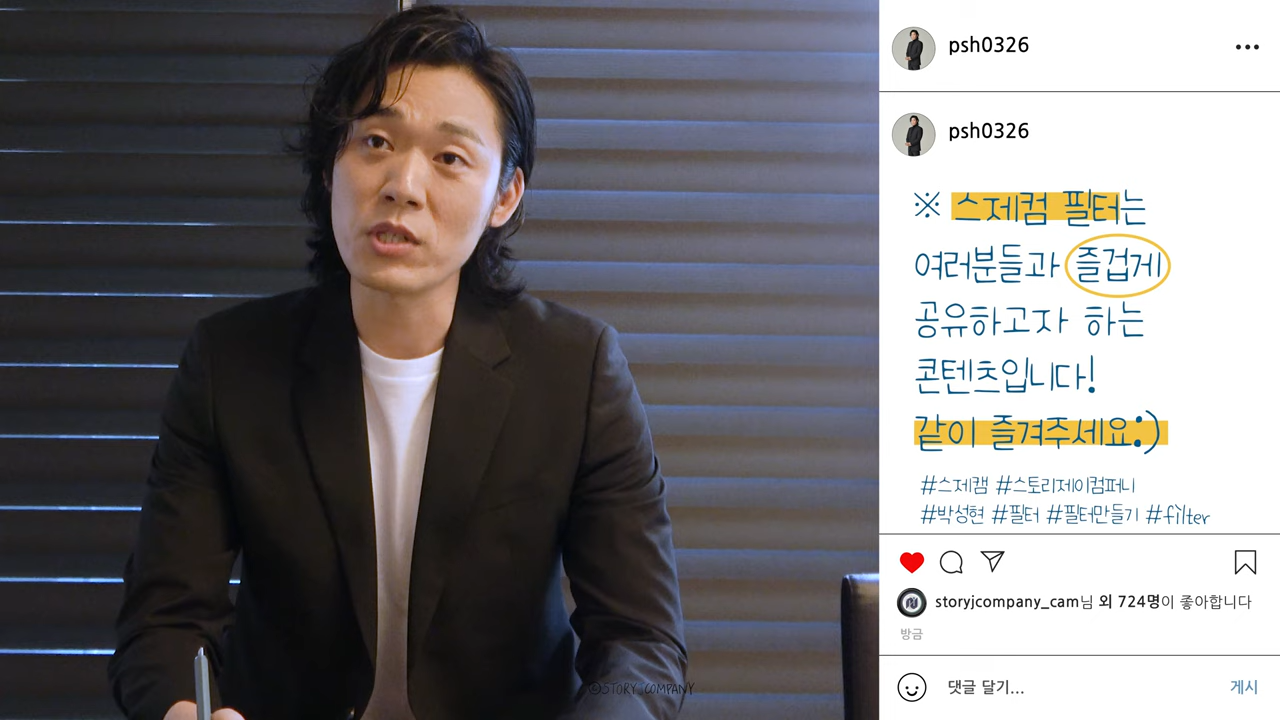 psh0326
psh0326
※ 스제컴 필터는
여러분들과 즐겁게
공유하고자 하는
콘텐츠입니다!
같이 즐겨주세요:)
#스제캠 #스토리제이컴퍼니
#박성현 #필터 #필터만들기 #filter
storyjcompany_cam님 외 724명이 좋아합니다
방금
댓글 달기...
게시
©STORY J COMPANY